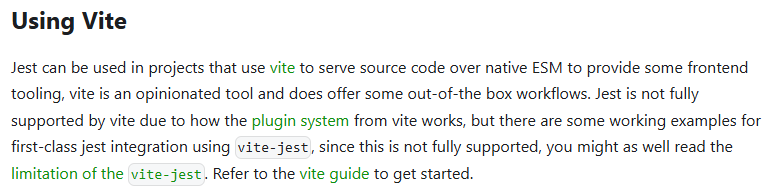 Using Vite
Jest can be used in projects that use vite to serve source code over native ESM to provide some frontend
tooling, vite is an opinionated tool and does offer some out-of-the box workflows. Jest is not fully
supported by vite due to how the plugin system from vite works, but there are some working examples for
first-class jest integration using vite-jest, since this is not fully supported, you might as well read the
limitation of the vite-jest. Refer to the vite guide to get started.